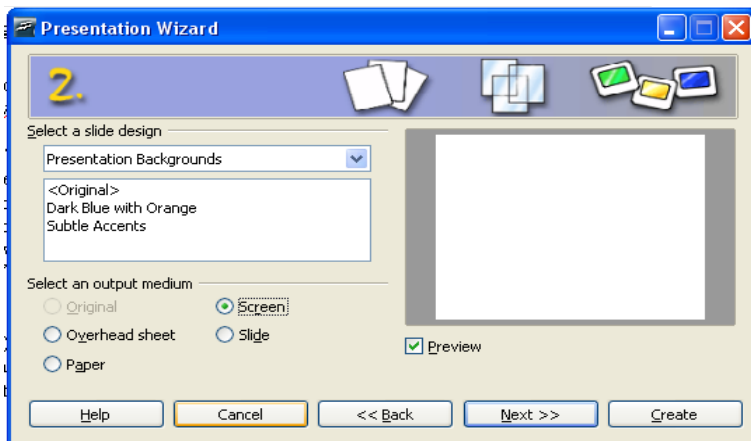 Presentation Wizard
2.
Select a slide design
Presentation Backgrounds
<Original>
Dark Blue with Orange
Subtle Accents
Select an output medium
Original
Screen
Overhead sheet
Slide
Paper
Preview
Help
Cancel
<< Back
Next >>
Create